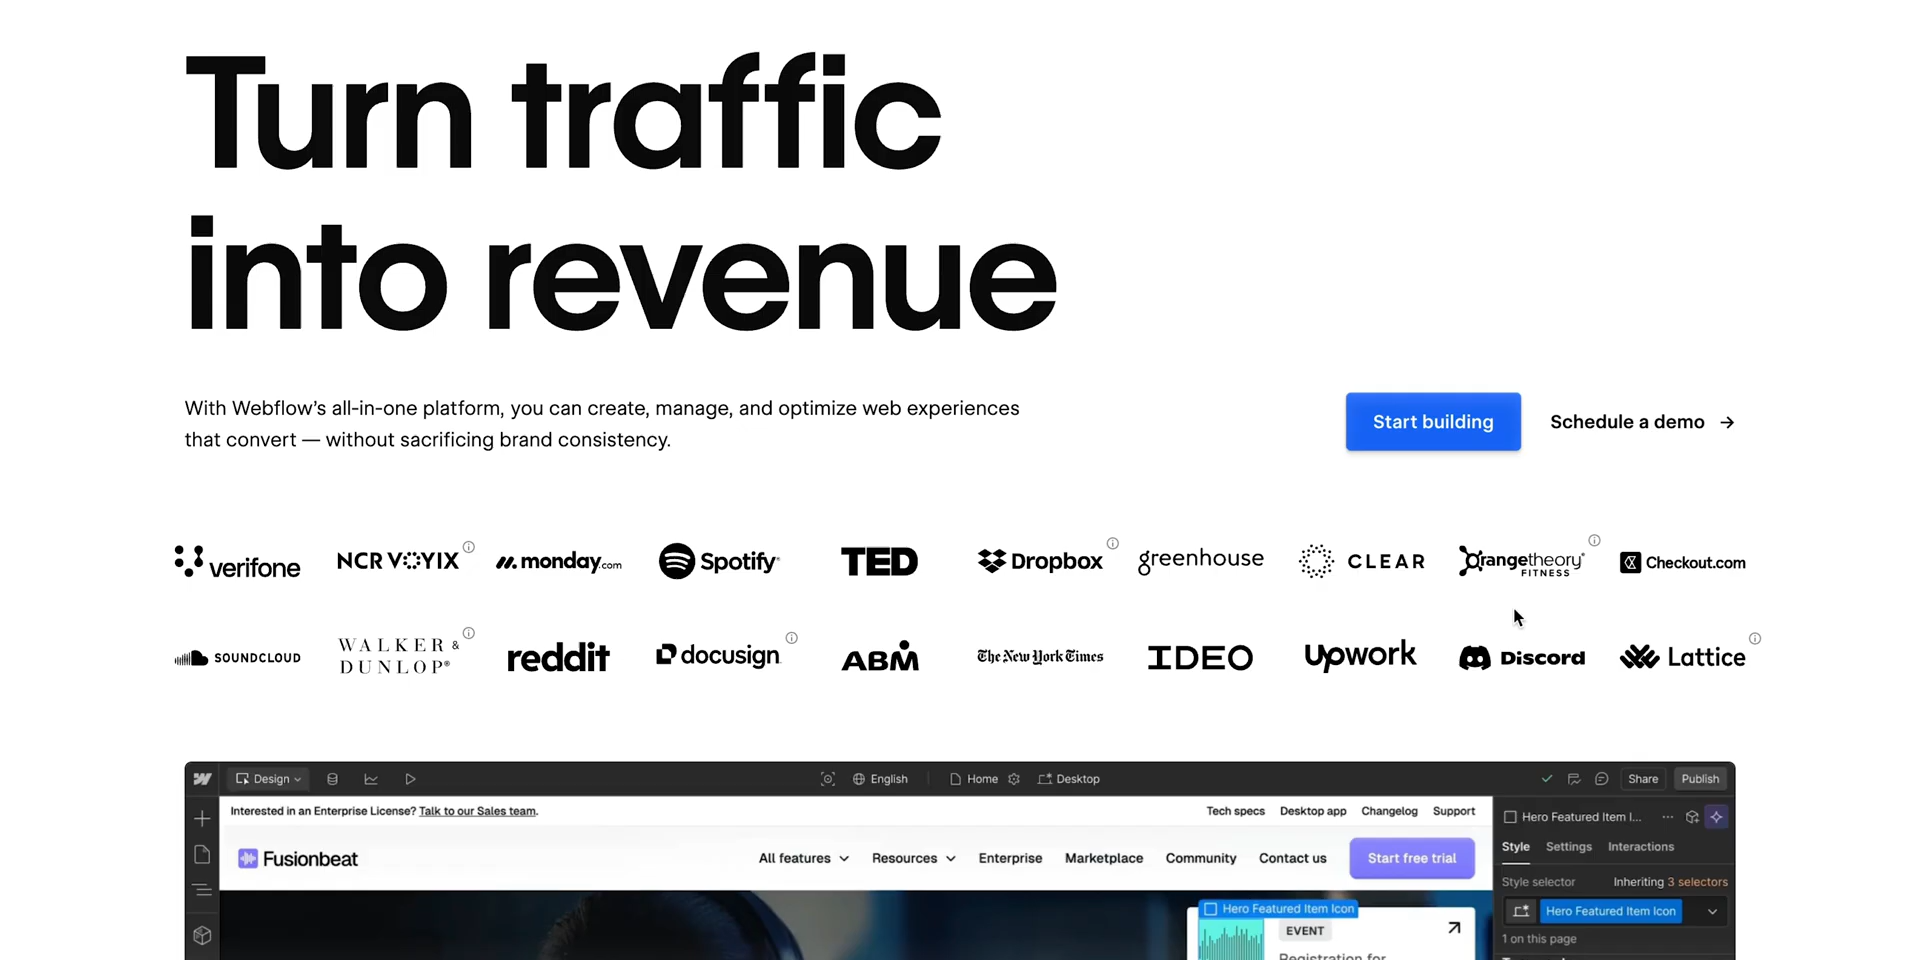 Turn traffic
into revenue
With Webflow’s all-in-one platform, you can create, manage, and optimize web experiences
that convert — without sacrificing brand consistency.
Start building
Schedule a demo →
verifone
NCR VOYIX
monday.com
Spotify®
TED
Dropbox
greenhouse
CLEAR
Orangetheory®
FITNESS
Checkout.com
SOUNDCLOUD
WALKER &
DUNLOP®
reddit
docusign
ABM
The New York Times
IDEO
Upwork
Discord
Lattice
Design
English
Home
Desktop
Share
Publish
Interested in an Enterprise License? Talk to our Sales team.
Tech specs
Desktop app
Changelog
Support
Hero Featured Item I...
Fusionbeat
All features
Resources
Enterprise
Marketplace
Community
Contact us
Start free trial
Style
Settings
Interactions
Style selector
Inheriting 3 selectors
Hero Featured Item Icon
Hero Featured Item Icon
EVENT
1 on this page
Registration for